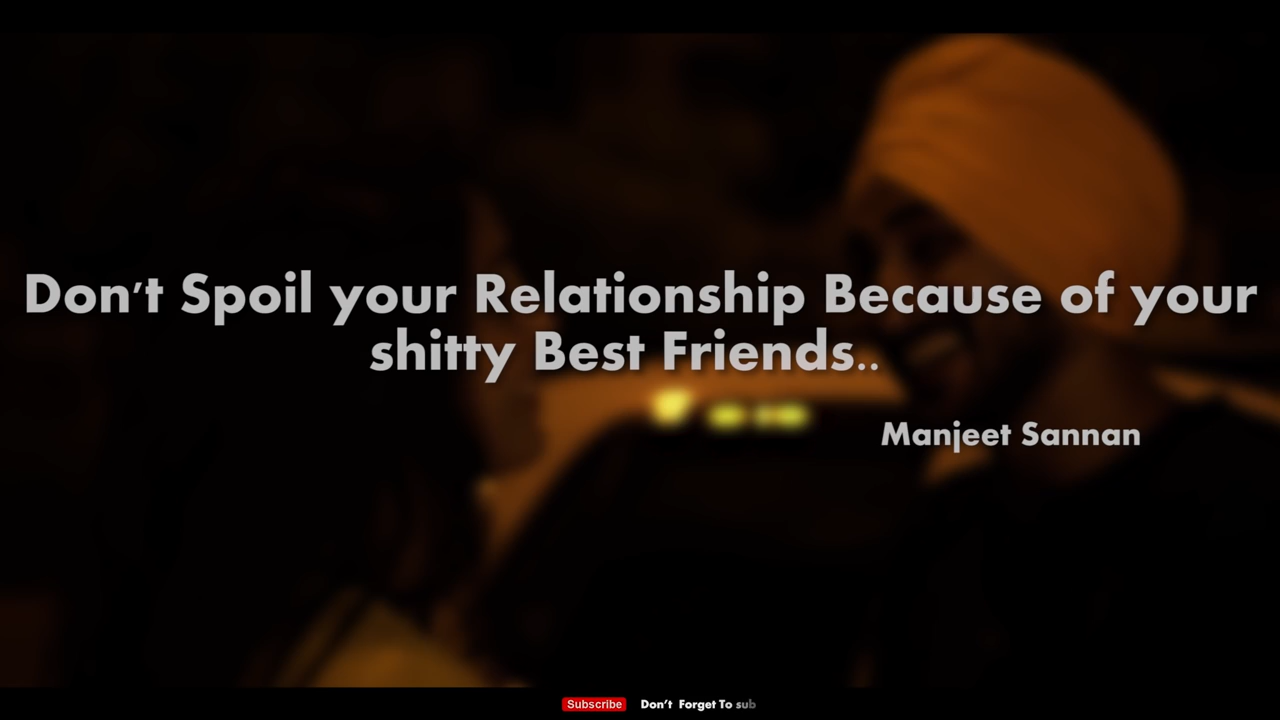 Don't Spoil your Relationship Because of your
shitty Best Friends..
Manjeet Sannan
Subscribe Don't Forget To sub